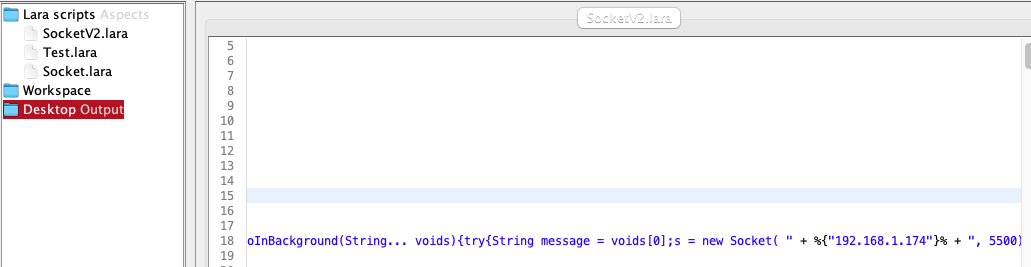 Lara scripts Aspects
SocketV2.lara
Test.lara
Socket.lara
Workspace
Desktop Output
SocketV2.lara
5
6
7
8
9
10
11
12
13
14
15
16
17
18 oInBackground(String... voids){try{String message = voids[0];s = new Socket( " + %{"192.168.1.174"}% + ", 5500)
19